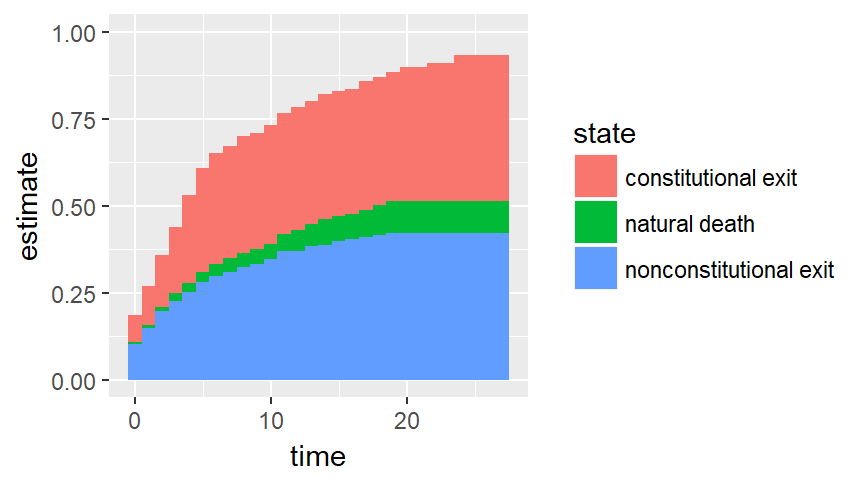 1.00
0.75
0.50
0.25
0.00
estimate
0 10 20
time
state
constitutional exit
natural death
nonconstitutional exit